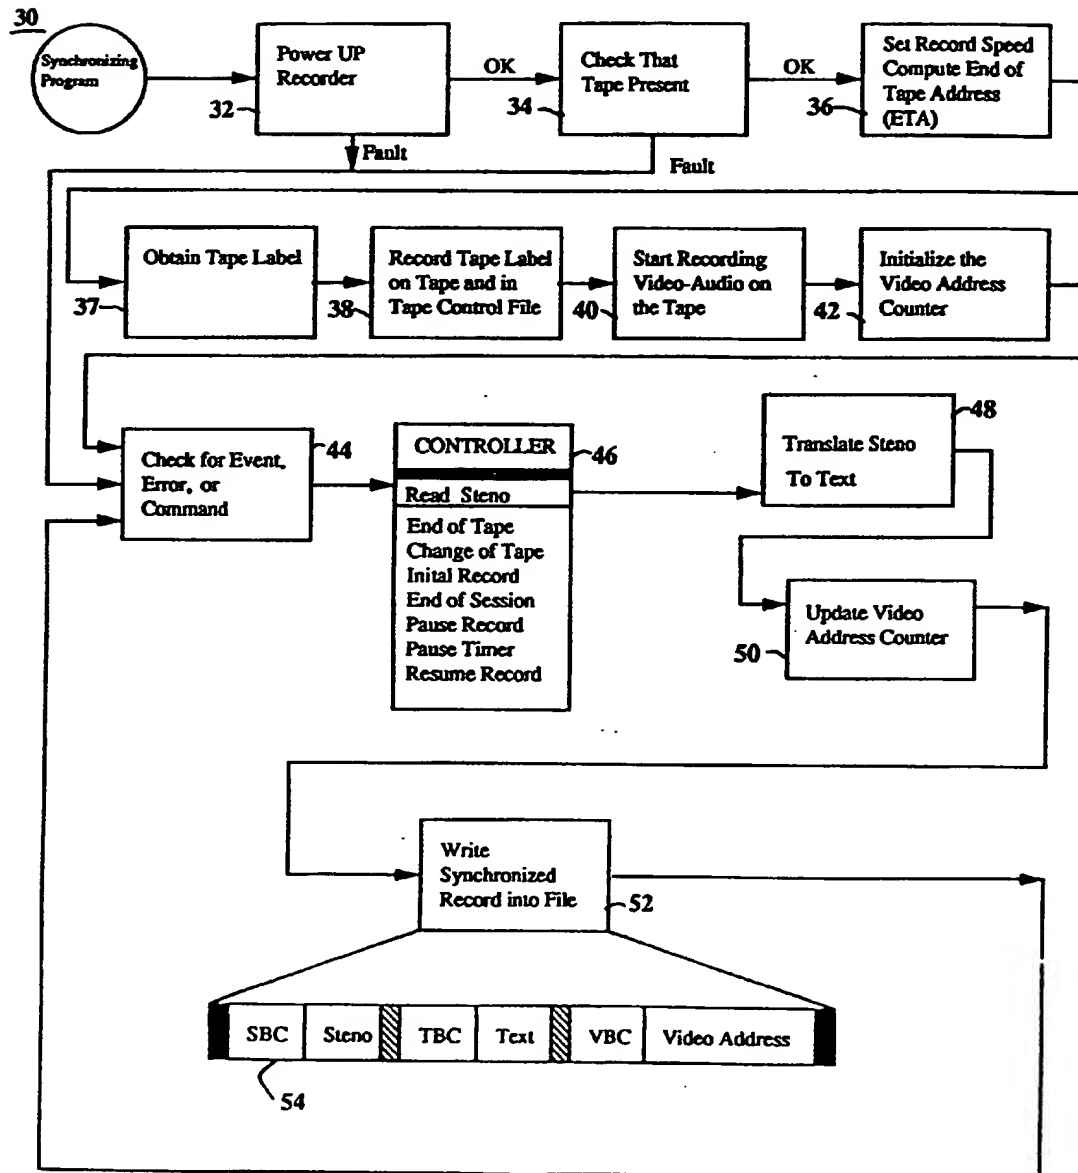 30
Synchronizing
Program
Power UP
Recorder
32
OK
Check That
Tape Present
34
OK
Set Record Speed
Compute End of
Tape Address
(ETA)
36
Fault
Fault
Obtain Tape Label
37
Record Tape Label
on Tape and in
Tape Control File
38
Start Recording
Video-Audio on
the Tape
40
Initialize the
Video Address
Counter
42
Check for Event,
Error, or
Command
44
CONTROLLER
46
Read Steno
End of Tape
Change of Tape
Inital Record
End of Session
Pause Record
Pause Timer
Resume Record
48
Translate Steno
To Text
Update Video
Address Counter
50
Write
Synchronized
Record into File
52
SBC Steno TBC Text VBC Video Address
54